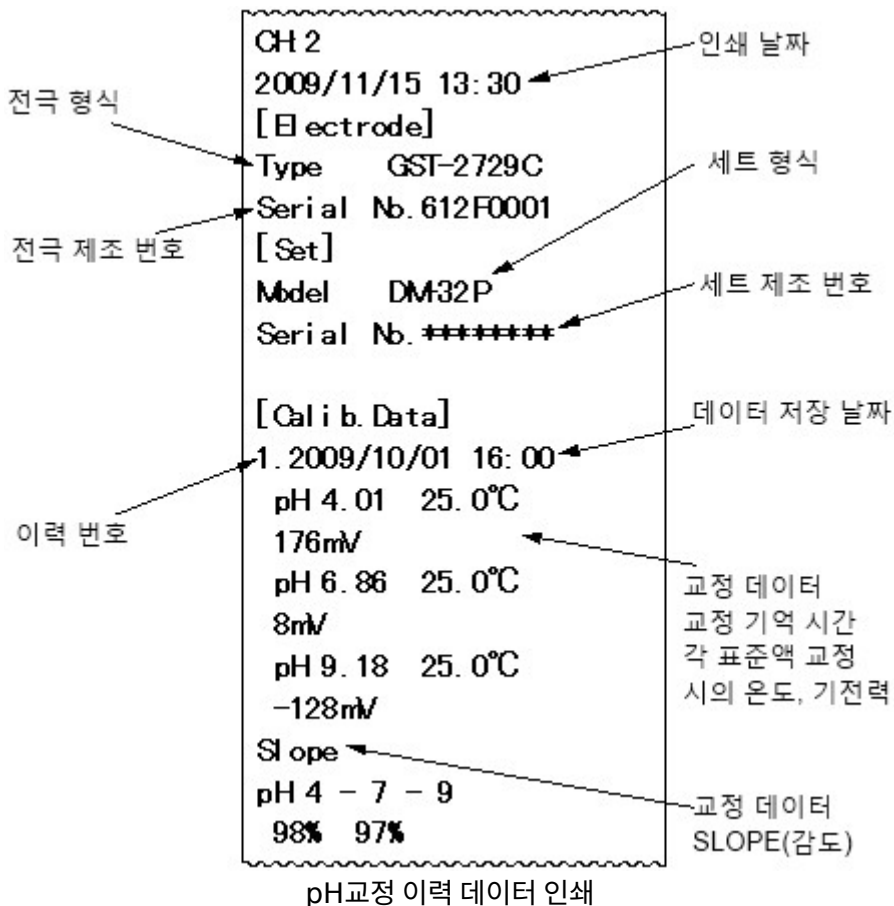 CH 2
인쇄 날짜
2009/11/15 13:30
전극 형식
[Electrode]
Type GST-2729C
세트 형식
Serial No. 612F0001
전극 제조 번호
[Set]
Model DM-32P
세트 제조 번호
Serial No. ********
[Calib. Data]
데이터 저장 날짜
1. 2009/10/01 16:00
이력 번호
pH 4.01 25.0℃
176mV
pH 6.86 25.0℃
8mV
pH 9.18 25.0℃
-128mV
교정 데이터
교정 기억 시간
각 표준액 교정
시의 온도, 기전력
Slope
pH 4 - 7 - 9
98% 97%
교정 데이터
SLOPE(감도)
pH교정 이력 데이터 인쇄